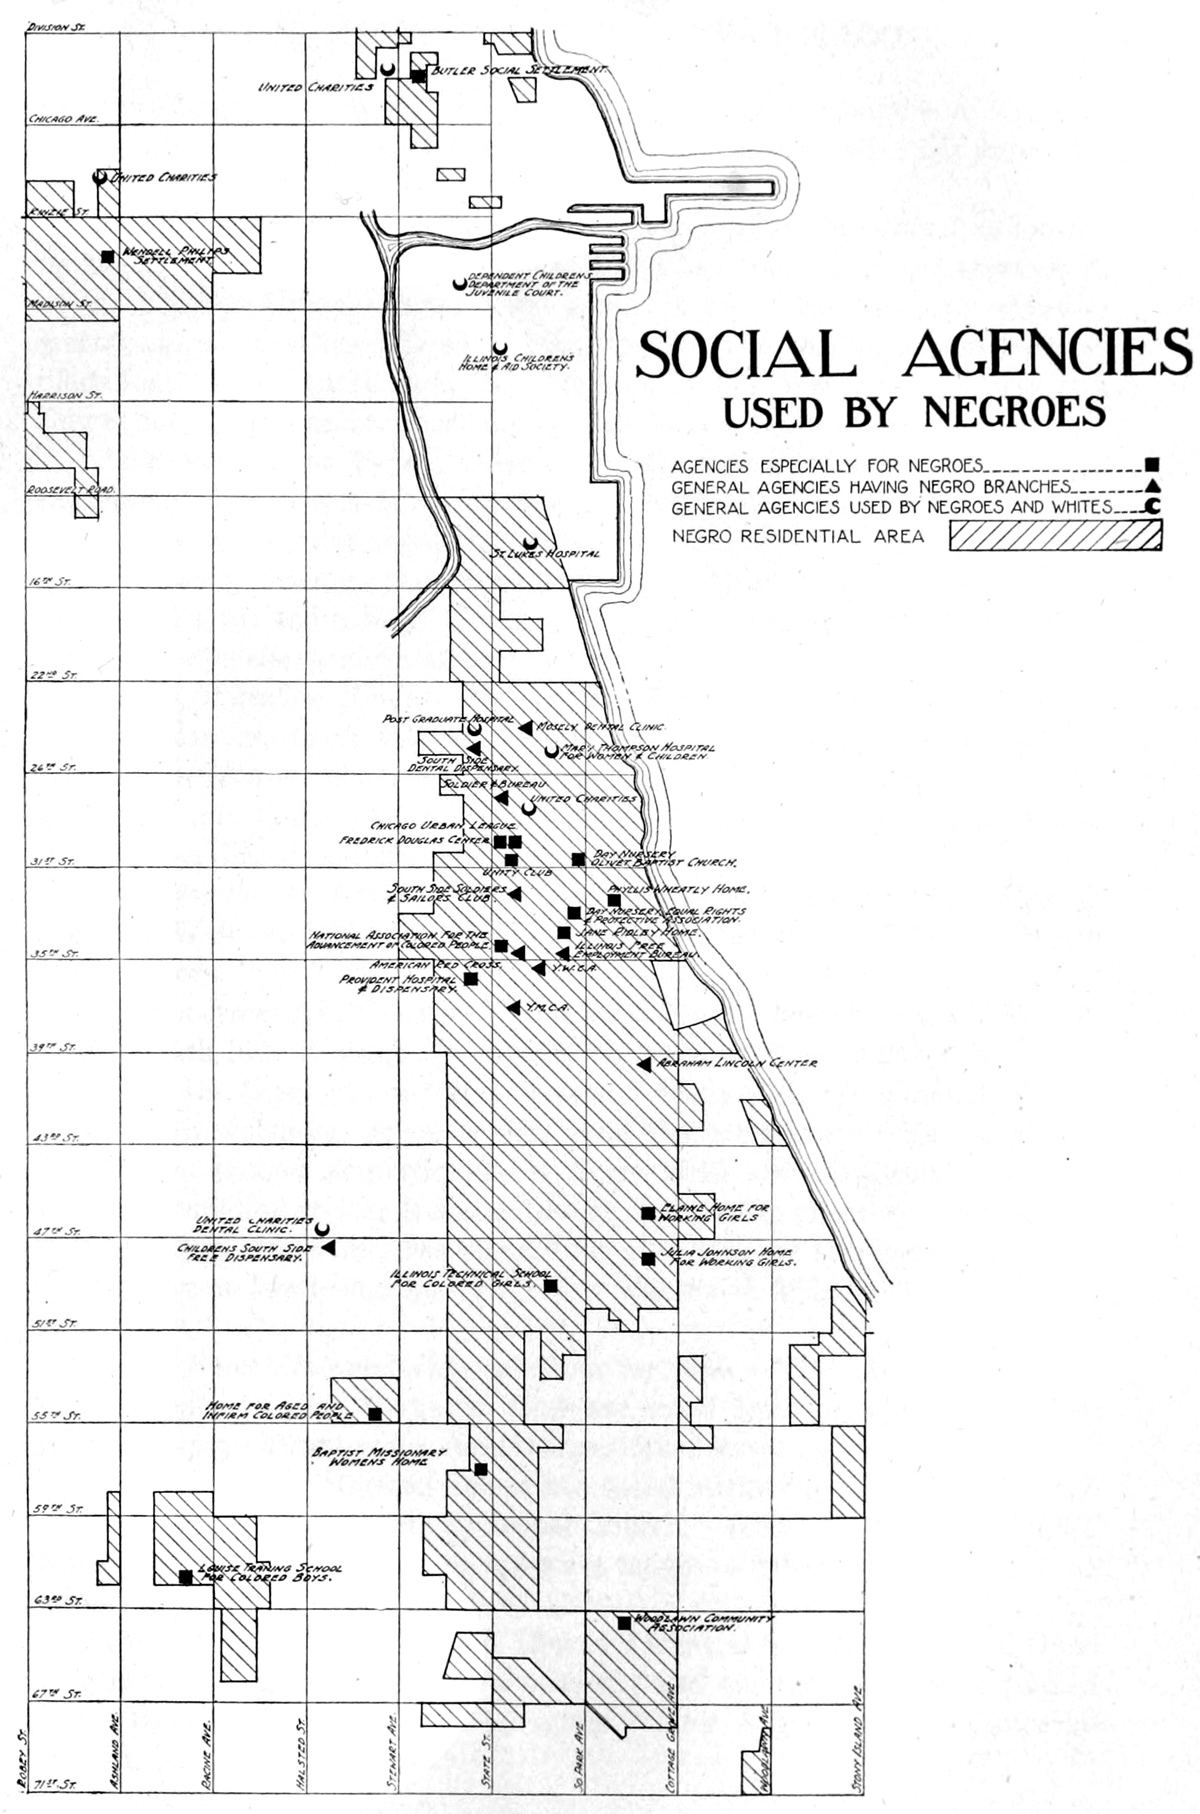 DIVISION ST.
BUTLER SOCIAL SETTLEMENT.
UNITED CHARITIES
CHICAGO AVE.
UNITED CHARITIES
KINZIE ST.
WENDELL PHILIPS
SETTLEMENT
DEPENDENT CHILDRENS
DEPARTMENT OF THE
JUVENILE COURT.
MADISON ST.
ILLINOIS CHILDRENS
HOME & AID SOCIETY.
SOCIAL AGENCIES
USED BY NEGROES
HARRISON ST.
AGENCIES ESPECIALLY FOR NEGROES
GENERAL AGENCIES HAVING NEGRO BRANCHES
GENERAL AGENCIES USED BY NEGROES AND WHITES
NEGRO RESIDENTIAL AREA
ROOSEVELT ROAD.
ST. LUKES HOSPITAL
16TH ST.
22ND ST.
POST GRADUATE HOSPITAL
MOSELY DENTAL CLINIC.
MARY THOMPSON HOSPITAL
FOR WOMEN & CHILDREN.
SOUTH SIDE
DENTAL DISPENSARY.
26TH ST.
SOLDIER'S BUREAU
UNITED CHARITIES
CHICAGO URBAN LEAGUE
FREDRICK DOUGLAS CENTER
31ST ST.
DAY NURSERY
OLIVET BAPTIST CHURCH.
UNITY CLUB
SOUTH SIDE SOLDIERS
& SAILORS CLUB.
PHYLLIS WHEATLY HOME.
DAY NURSERY, EQUAL RIGHTS
& PROTECTIVE ASSOCIATION.
JANE RIDLEY HOME.
NATIONAL ASSOCIATION FOR THE
ADVANCEMENT OF COLORED PEOPLE
ILLINOIS FREE
EMPLOYMENT BUREAU.
35TH ST.
AMERICAN RED CROSS.
Y.W.C.A.
PROVIDENT HOSPITAL
& DISPENSARY.
Y.M.C.A.
39TH ST.
ABRAHAM LINCOLN CENTER
43RD ST.
ELAINE HOME FOR
WORKING GIRLS
UNITED CHARITIES
DENTAL CLINIC.
47TH ST.
CHILDRENS SOUTH SIDE
FREE DISPENSARY.
JULIA JOHNSON HOME
FOR WORKING GIRLS.
ILLINOIS TECHNICAL SCHOOL
FOR COLORED GIRLS.
51ST ST.
HOME FOR AGED AND
INFIRM COLORED PEOPLE
55TH ST.
BAPTIST MISSIONARY
WOMENS HOME
59TH ST.
LOUISE TRANING SCHOOL
FOR COLORED BOYS.
63RD ST.
WOODLAWN COMMUNITY
ASSOCIATION.
67TH ST.
71ST ST.
ROBEY ST.
ASHLAND AVE
RACINE AVE.
HALSTED ST
STEWART AVE.
STATE ST.
SO PARK AVE
COTTAGE GROVE AVE
WOODLAWN AVE
STONY ISLAND AVE